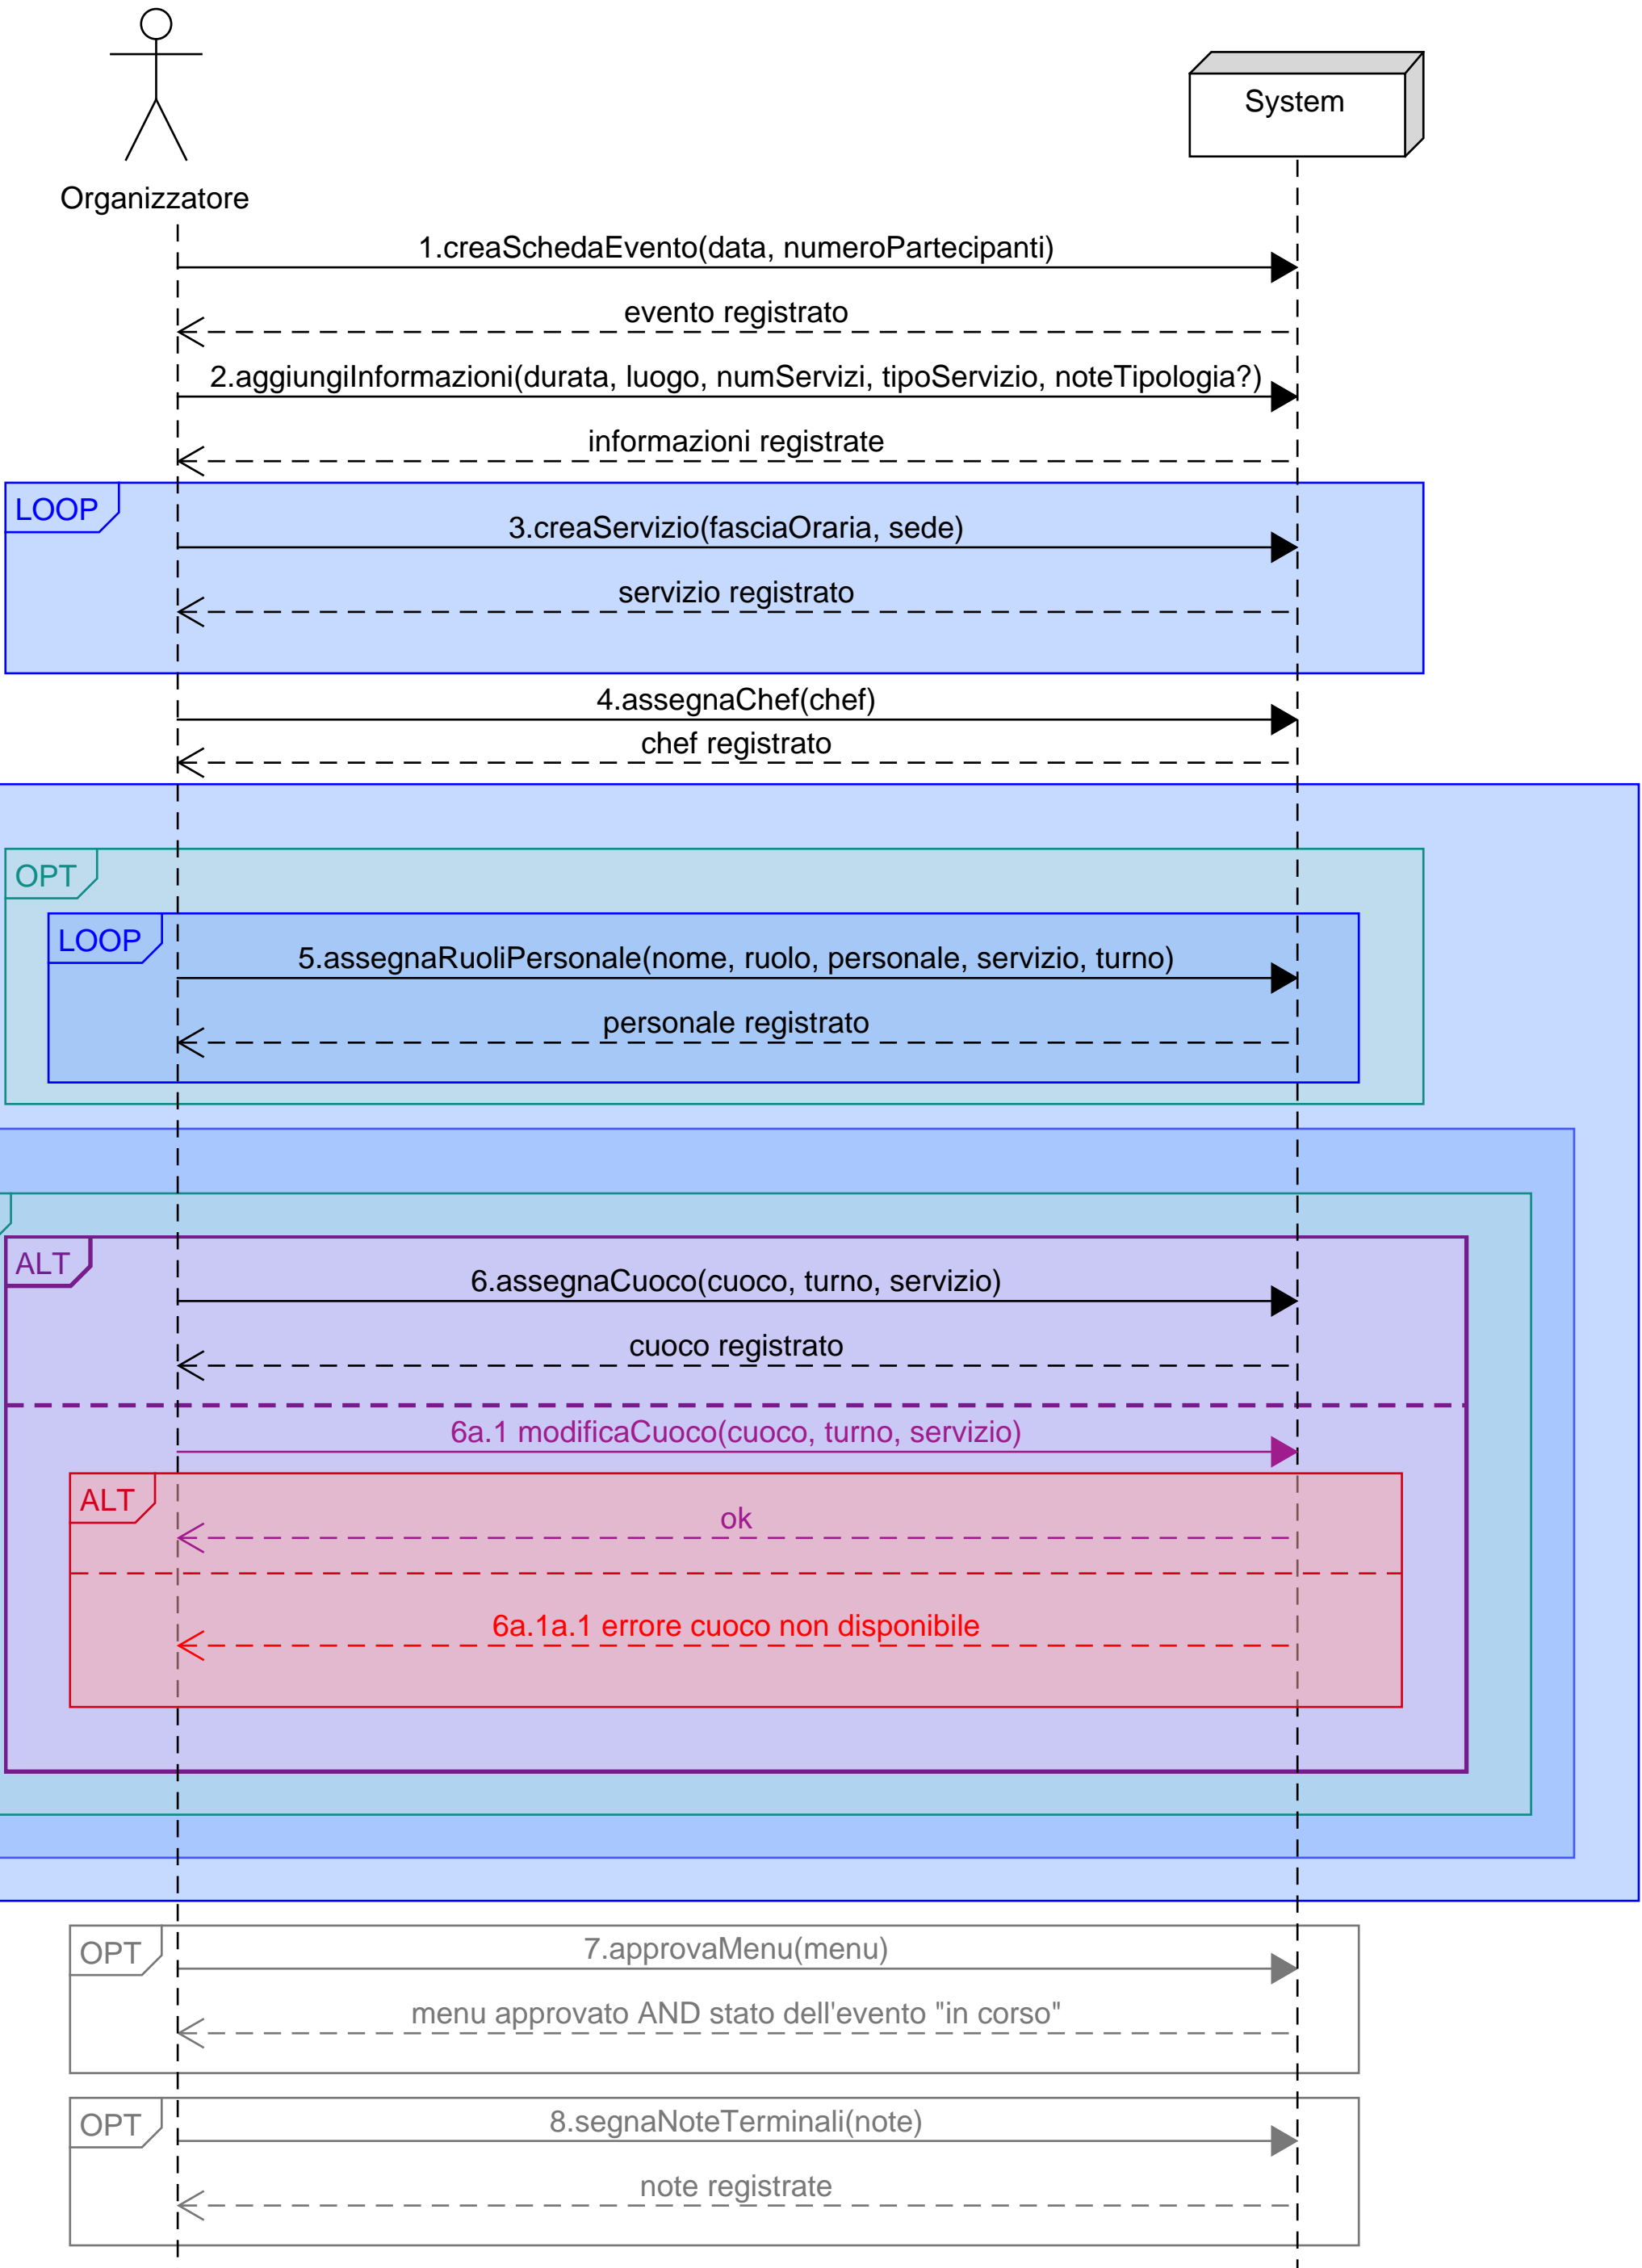 System
Organizzatore
1.creaSchedaEvento(data, numeroPartecipanti)
evento registrato
2.aggiungiInformazioni(durata, luogo, numServizi, tipoServizio, noteTipologia?)
informazioni registrate
LOOP
3.creaServizio(fasciaOraria, sede)
servizio registrato
4.assegnaChef(chef)
chef registrato
OPT
LOOP
5.assegnaRuoliPersonale(nome, ruolo, personale, servizio, turno)
personale registrato
ALT
6.assegnaCuoco(cuoco, turno, servizio)
cuoco registrato
6a.1 modificaCuoco(cuoco, turno, servizio)
ALT
ok
6a.1a.1 errore cuoco non disponibile
OPT
7.approvaMenu(menu)
menu approvato AND stato dell'evento "in corso"
OPT
8.segnaNoteTerminali(note)
note registrate